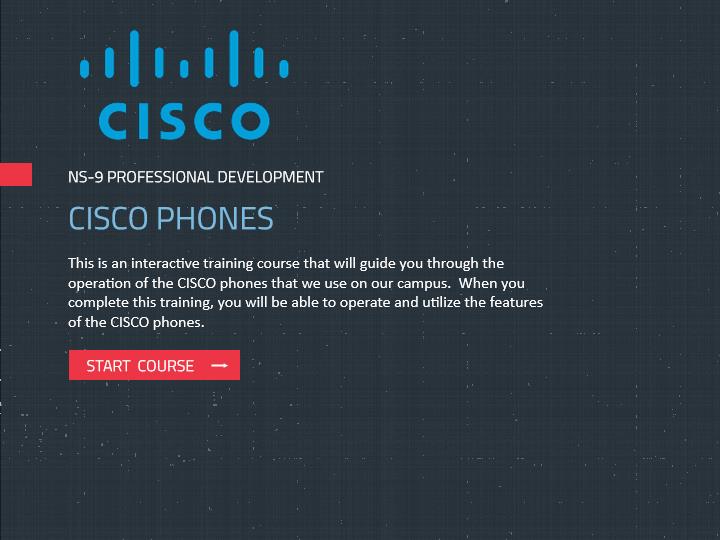 CISCO
NS-9 PROFESSIONAL DEVELOPMENT
CISCO PHONES
This is an interactive training course that will guide you through the
operation of the CISCO phones that we use on our campus.  When you
complete this training, you will be able to operate and utilize the features
of the CISCO phones.
START COURSE